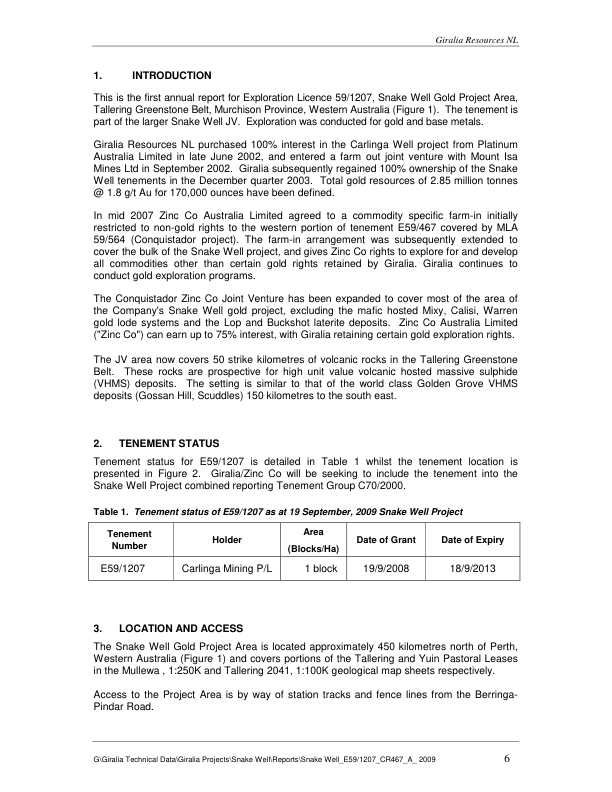 Giralia Resources NL
1. INTRODUCTION
This is the first annual report for Exploration Licence 59/1207, Snake Well Gold Project Area,
Tallering Greenstone Belt, Murchison Province, Western Australia (Figure 1). The tenement is
part of the larger Snake Well JV. Exploration was conducted for gold and base metals.
Giralia Resources NL purchased 100% interest in the Carlinga Well project from Platinum
Australia Limited in late June 2002, and entered a farm out joint venture with Mount Isa
Mines Ltd in September 2002. Giralia subsequently regained 100% ownership of the Snake
Well tenements in the December quarter 2003. Total gold resources of 2.85 million tonnes
@ 1.8 g/t Au for 170,000 ounces have been defined.
In mid 2007 Zinc Co Australia Limited agreed to a commodity specific farm-in initially
restricted to non-gold rights to the western portion of tenement E59/467 covered by MLA
59/564 (Conquistador project). The farm-in arrangement was subsequently extended to
cover the bulk of the Snake Well project, and gives Zinc Co rights to explore for and develop
all commodities other than certain gold rights retained by Giralia. Giralia continues to
conduct gold exploration programs.
The Conquistador Zinc Co Joint Venture has been expanded to cover most of the area of
the Company's Snake Well gold project, excluding the mafic hosted Mixy, Calisi, Warren
gold lode systems and the Lop and Buckshot laterite deposits. Zinc Co Australia Limited
("Zinc Co") can earn up to 75% interest, with Giralia retaining certain gold exploration rights.
The JV area now covers 50 strike kilometres of volcanic rocks in the Tallering Greenstone
Belt. These rocks are prospective for high unit value volcanic hosted massive sulphide
(VHMS) deposits. The setting is similar to that of the world class Golden Grove VHMS
deposits (Gossan Hill, Scuddles) 150 kilometres to the south east.
2. TENEMENT STATUS
Tenement status for E59/1207 is detailed in Table 1 whilst the tenement location is
presented in Figure 2. Giralia/Zinc Co will be seeking to include the tenement into the
Snake Well Project combined reporting Tenement Group C70/2000.
Table 1. Tenement status of E59/1207 as at 19 September, 2009 Snake Well Project
Tenement Number Holder Area (Blocks/Ha) Date of Grant Date of Expiry
E59/1207 Carlinga Mining P/L 1 block 19/9/2008 18/9/2013
3. LOCATION AND ACCESS
The Snake Well Gold Project Area is located approximately 450 kilometres north of Perth,
Western Australia (Figure 1) and covers portions of the Tallering and Yuin Pastoral Leases
in the Mullewa , 1:250K and Tallering 2041, 1:100K geological map sheets respectively.
Access to the Project Area is by way of station tracks and fence lines from the Berringa-
Pindar Road.
G\Giralia Technical Data\Giralia Projects\Snake Well\Reports\Snake Well_E59/1207_CR467_A_ 2009 6